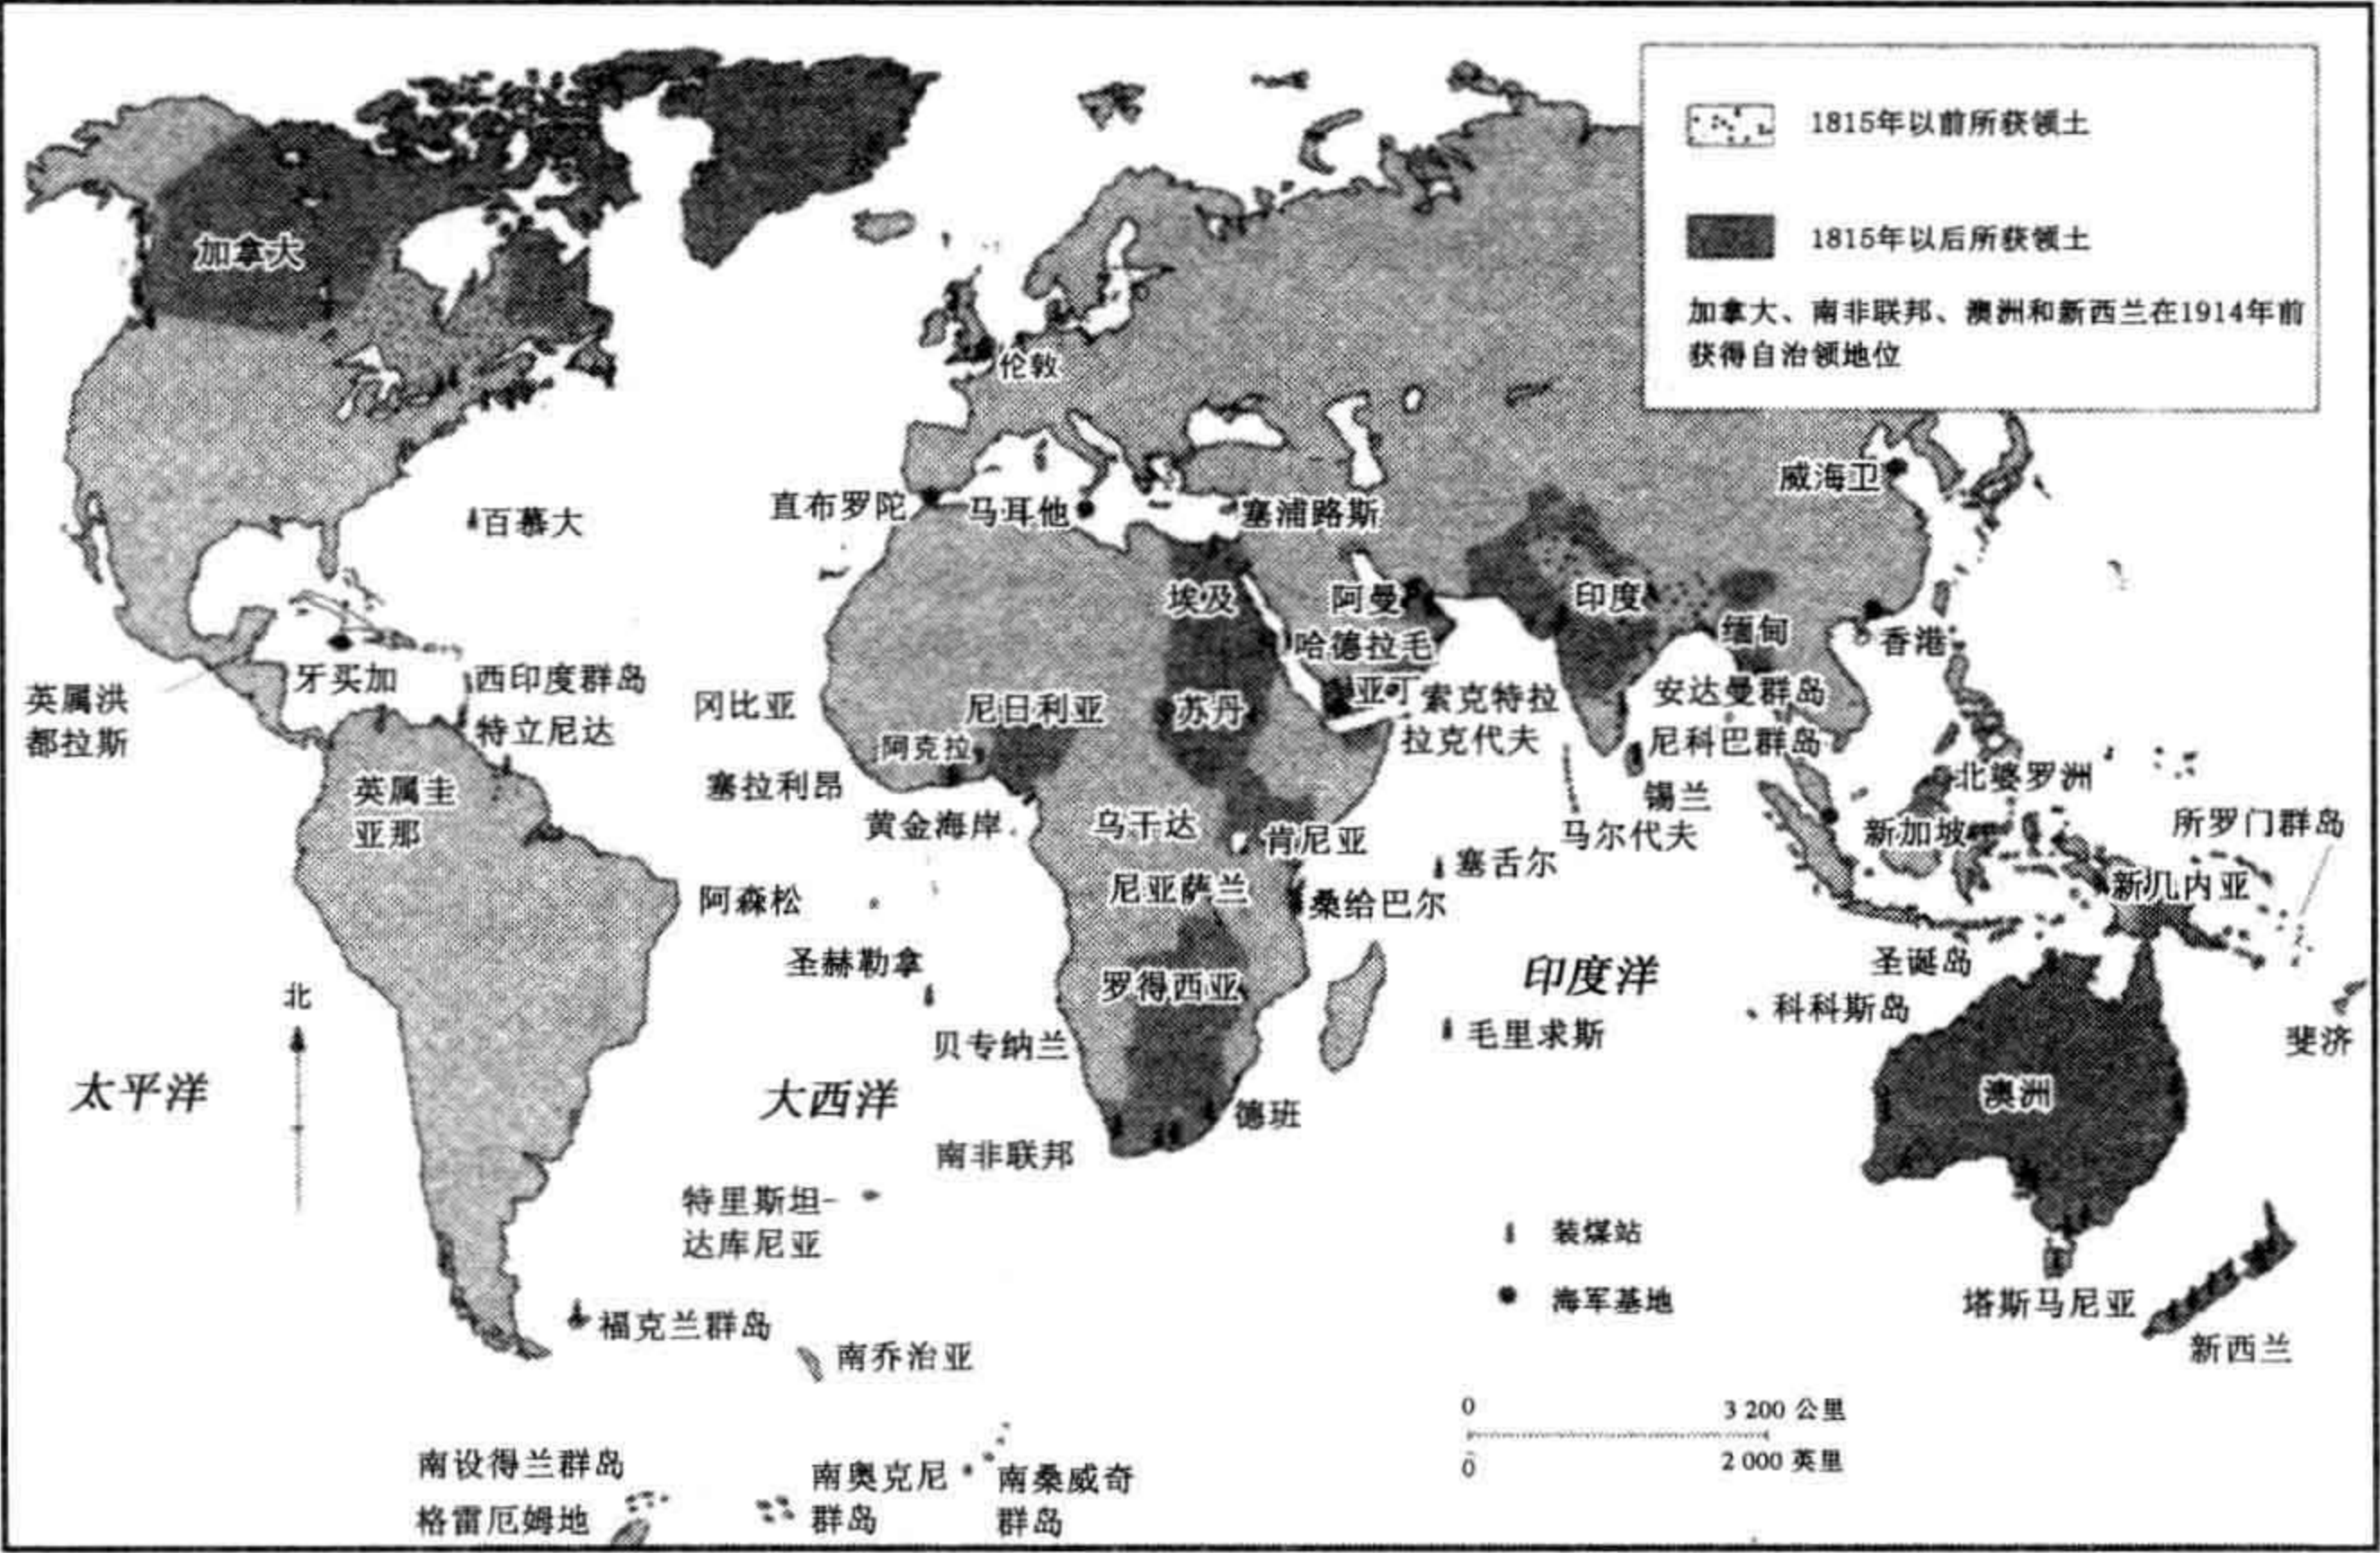 1815年以前所获领土
1815年以后所获领土
加拿大、南非联邦、澳洲和新西兰在1914年前
获得自治领地位
加拿大
伦敦
威海卫
直布罗陀
马耳他
塞浦路斯
百慕大
埃及
阿曼
印度
缅甸
香港
哈德拉毛
牙买加
西印度群岛
英属洪
都拉斯
特立尼达
冈比亚
尼日利亚
苏丹
亚丁
索克特拉
安达曼群岛
阿克拉
拉克代夫
尼科巴群岛
塞拉利昂
英属圭
亚那
锡兰
北婆罗洲
黄金海岸
乌干达
肯尼亚
马尔代夫
新加坡
所罗门群岛
塞舌尔
尼亚萨兰
新几内亚
阿森松
桑给巴尔
圣赫勒拿
罗得西亚
印度洋
圣诞岛
北
科科斯岛
贝专纳兰
毛里求斯
斐济
太平洋
大西洋
澳洲
德班
南非联邦
特里斯坦-
达库尼亚
装煤站
海军基地
塔斯马尼亚
福克兰群岛
新西兰
南乔治亚
0
3 200 公里
0
2 000 英里
南设得兰群岛
格雷厄姆地
南奥克尼
群岛
南桑威奇
群岛